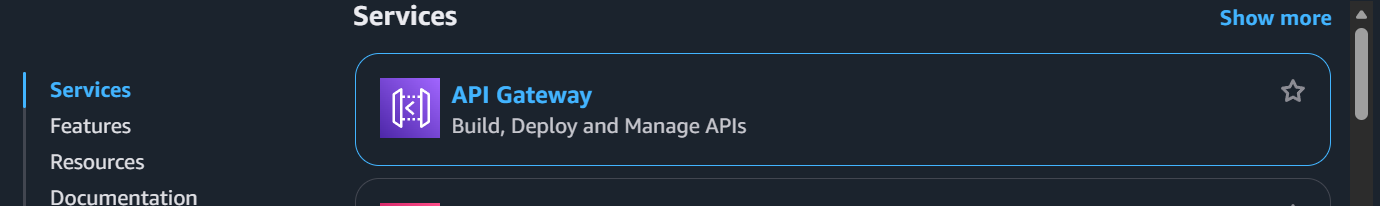 Services
Show more
Services
Features
Resources
Documentation
API Gateway
Build, Deploy and Manage APIs